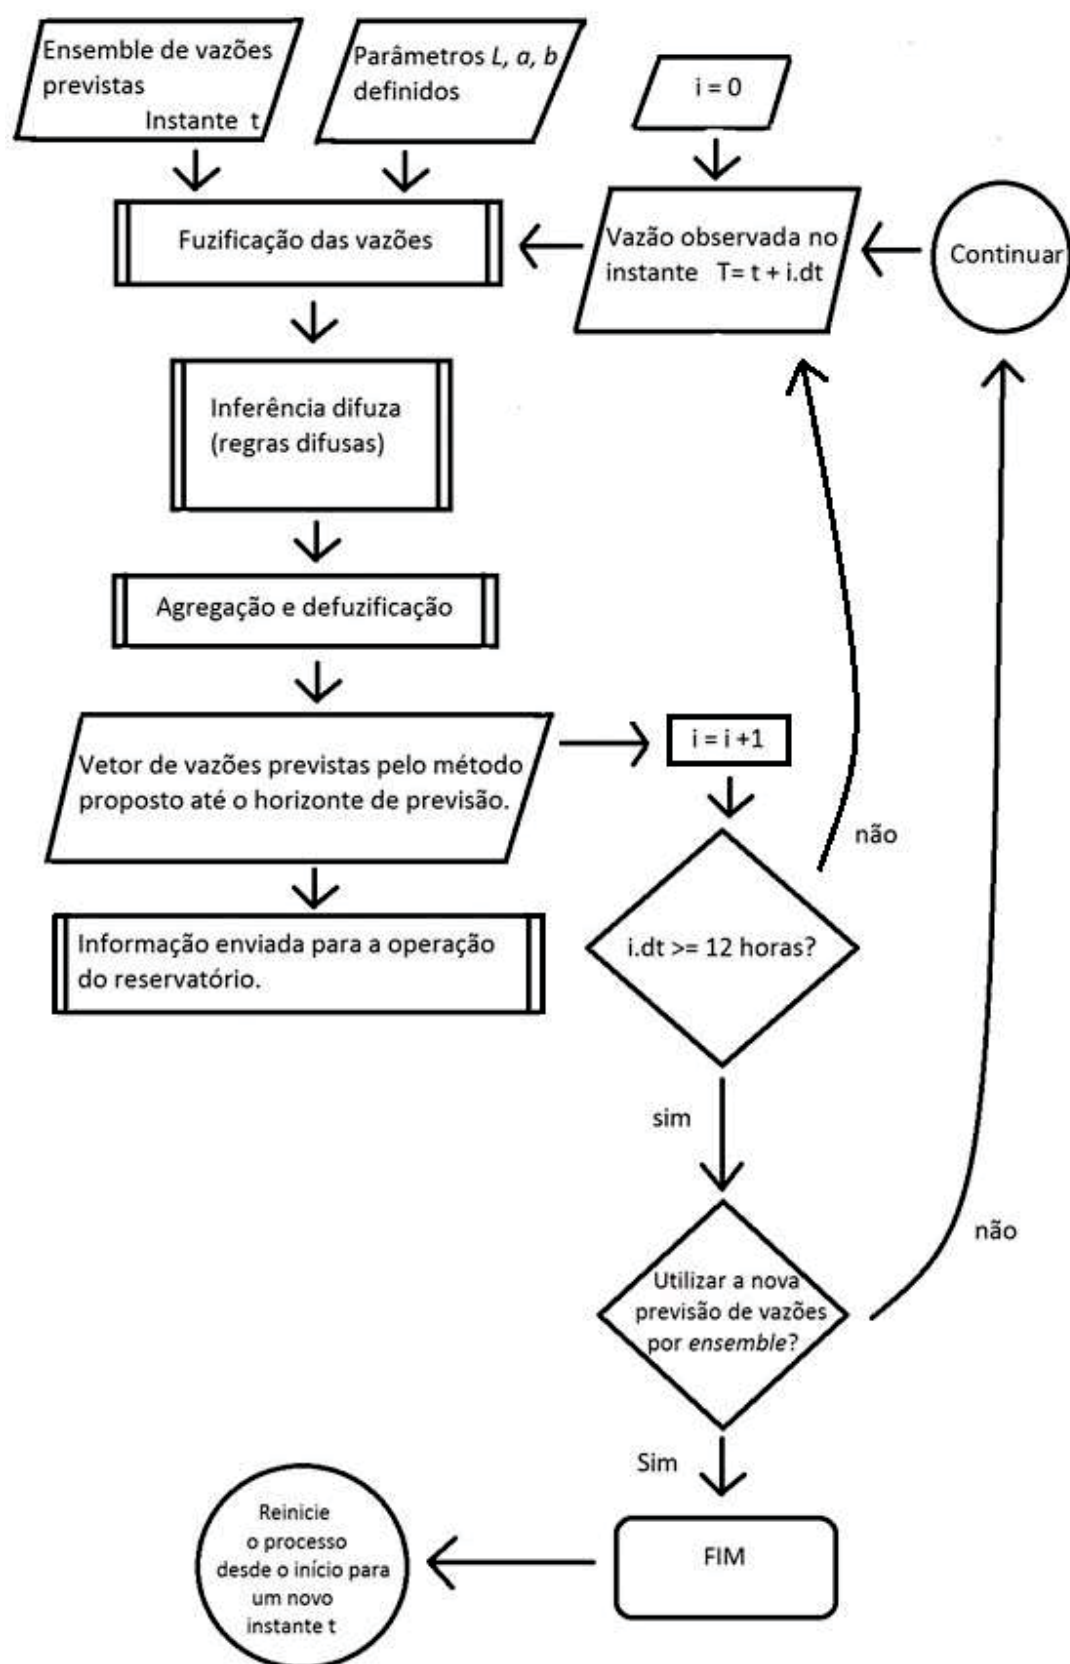 Ensemble de vazões
previstas
Instante t
Parâmetros L, a, b
definidos
i = 0
Fuzificação das vazões
Vazão observada no
instante T= t + i.dt
Continuar
Inferência difuza
(regras difusas)
Agregação e defuzificação
Vetor de vazões previstas pelo método
proposto até o horizonte de previsão.
i = i +1
não
Informação enviada para a operação
do reservatório.
i.dt >= 12 horas?
sim
não
Utilizar a nova
previsão de vazões
por ensemble?
Sim
FIM
Reinicie
o processo
desde o início para
um novo
instante t